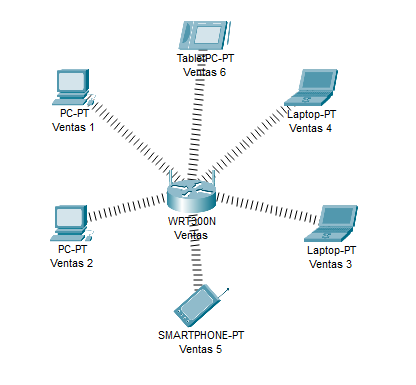 TabletPC-PT
Ventas 6
PC-PT
Ventas 1
Laptop-PT
Ventas 4
WRT300N
Ventas
PC-PT
Ventas 2
Laptop-PT
Ventas 3
SMARTPHONE-PT
Ventas 5